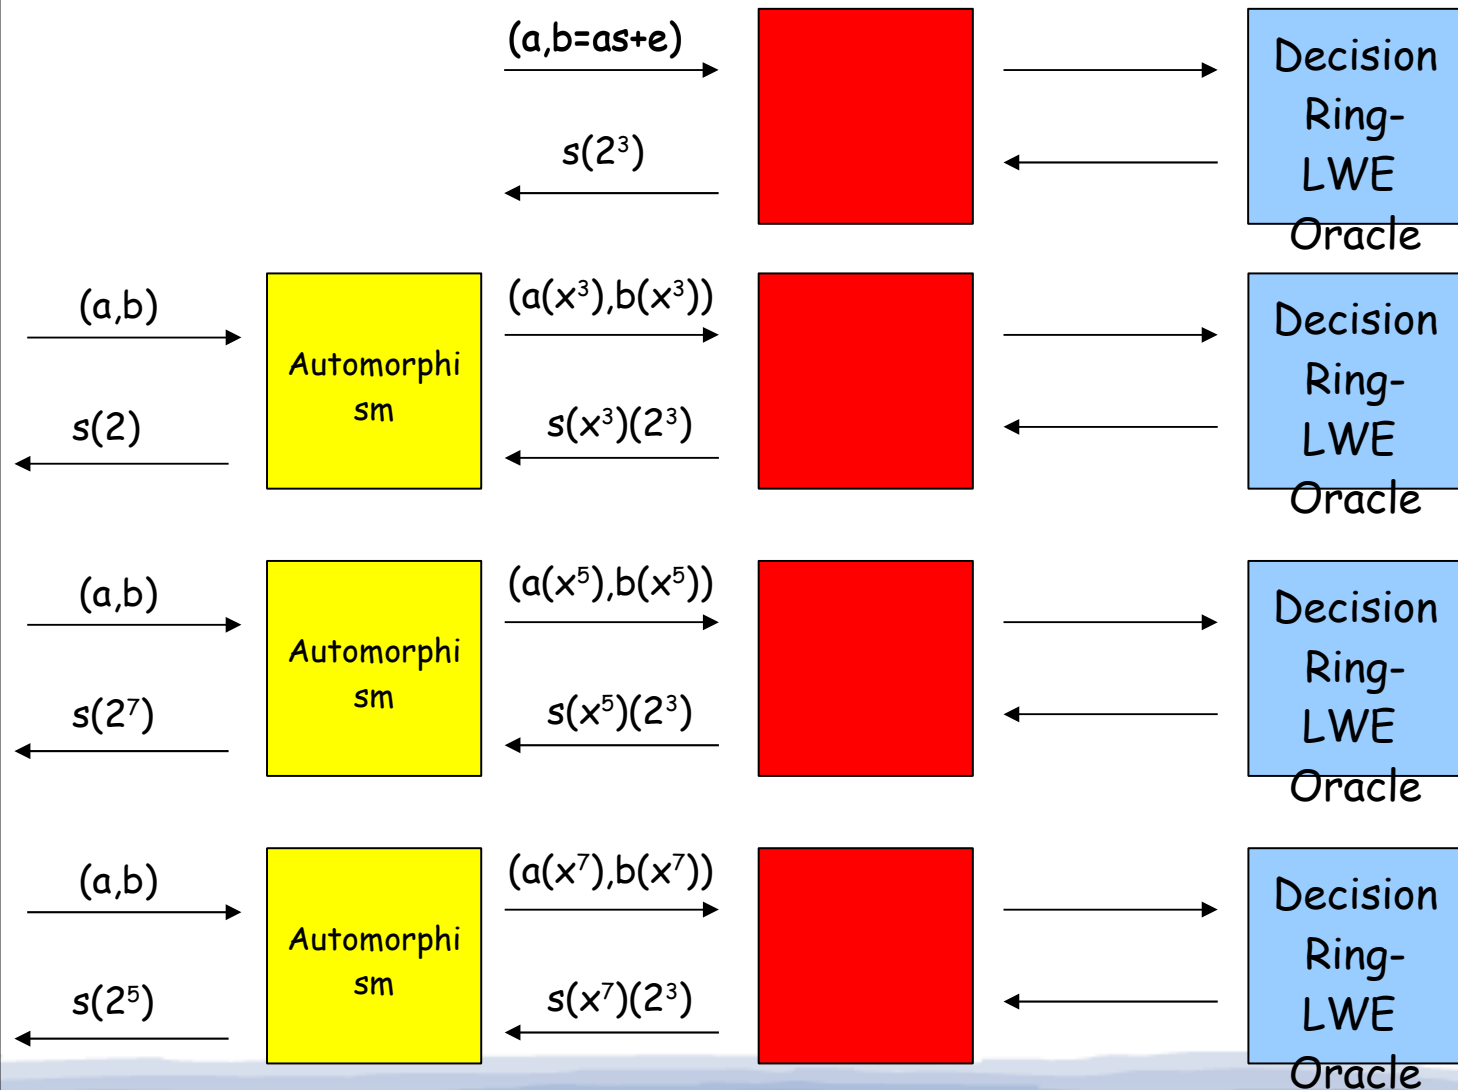 (a,b=as+e)
s(2³)
Decision
Ring-
LWE
Oracle
(a,b)
s(2)
Automorphi
sm
(a(x³),b(x³))
s(x³)(2³)
Decision
Ring-
LWE
Oracle
(a,b)
s(2⁷)
Automorphi
sm
(a(x⁵),b(x⁵))
s(x⁵)(2³)
Decision
Ring-
LWE
Oracle
(a,b)
s(2⁵)
Automorphi
sm
(a(x⁷),b(x⁷))
s(x⁷)(2³)
Decision
Ring-
LWE
Oracle